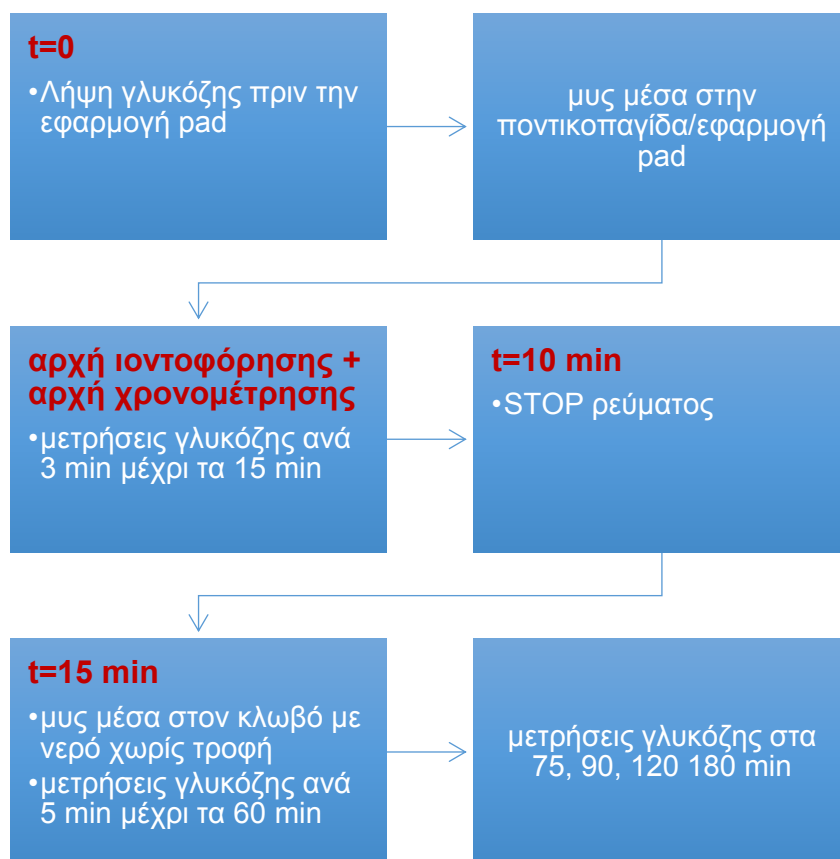 t=0
•Λήψη γλυκόζης πριν την
εφαρμογή pad
μυς μέσα στην
ποντικοπαγίδα/εφαρμογή
pad
αρχή ιοντοφόρησης +
αρχή χρονομέτρησης
•μετρήσεις γλυκόζης ανά
3 min μέχρι τα 15 min
t=10 min
•STOP ρεύματος
t=15 min
•μυς μέσα στον κλωβό με
νερό χωρίς τροφή
•μετρήσεις γλυκόζης ανά
5 min μέχρι τα 60 min
μετρήσεις γλυκόζης στα
75, 90, 120 180 min